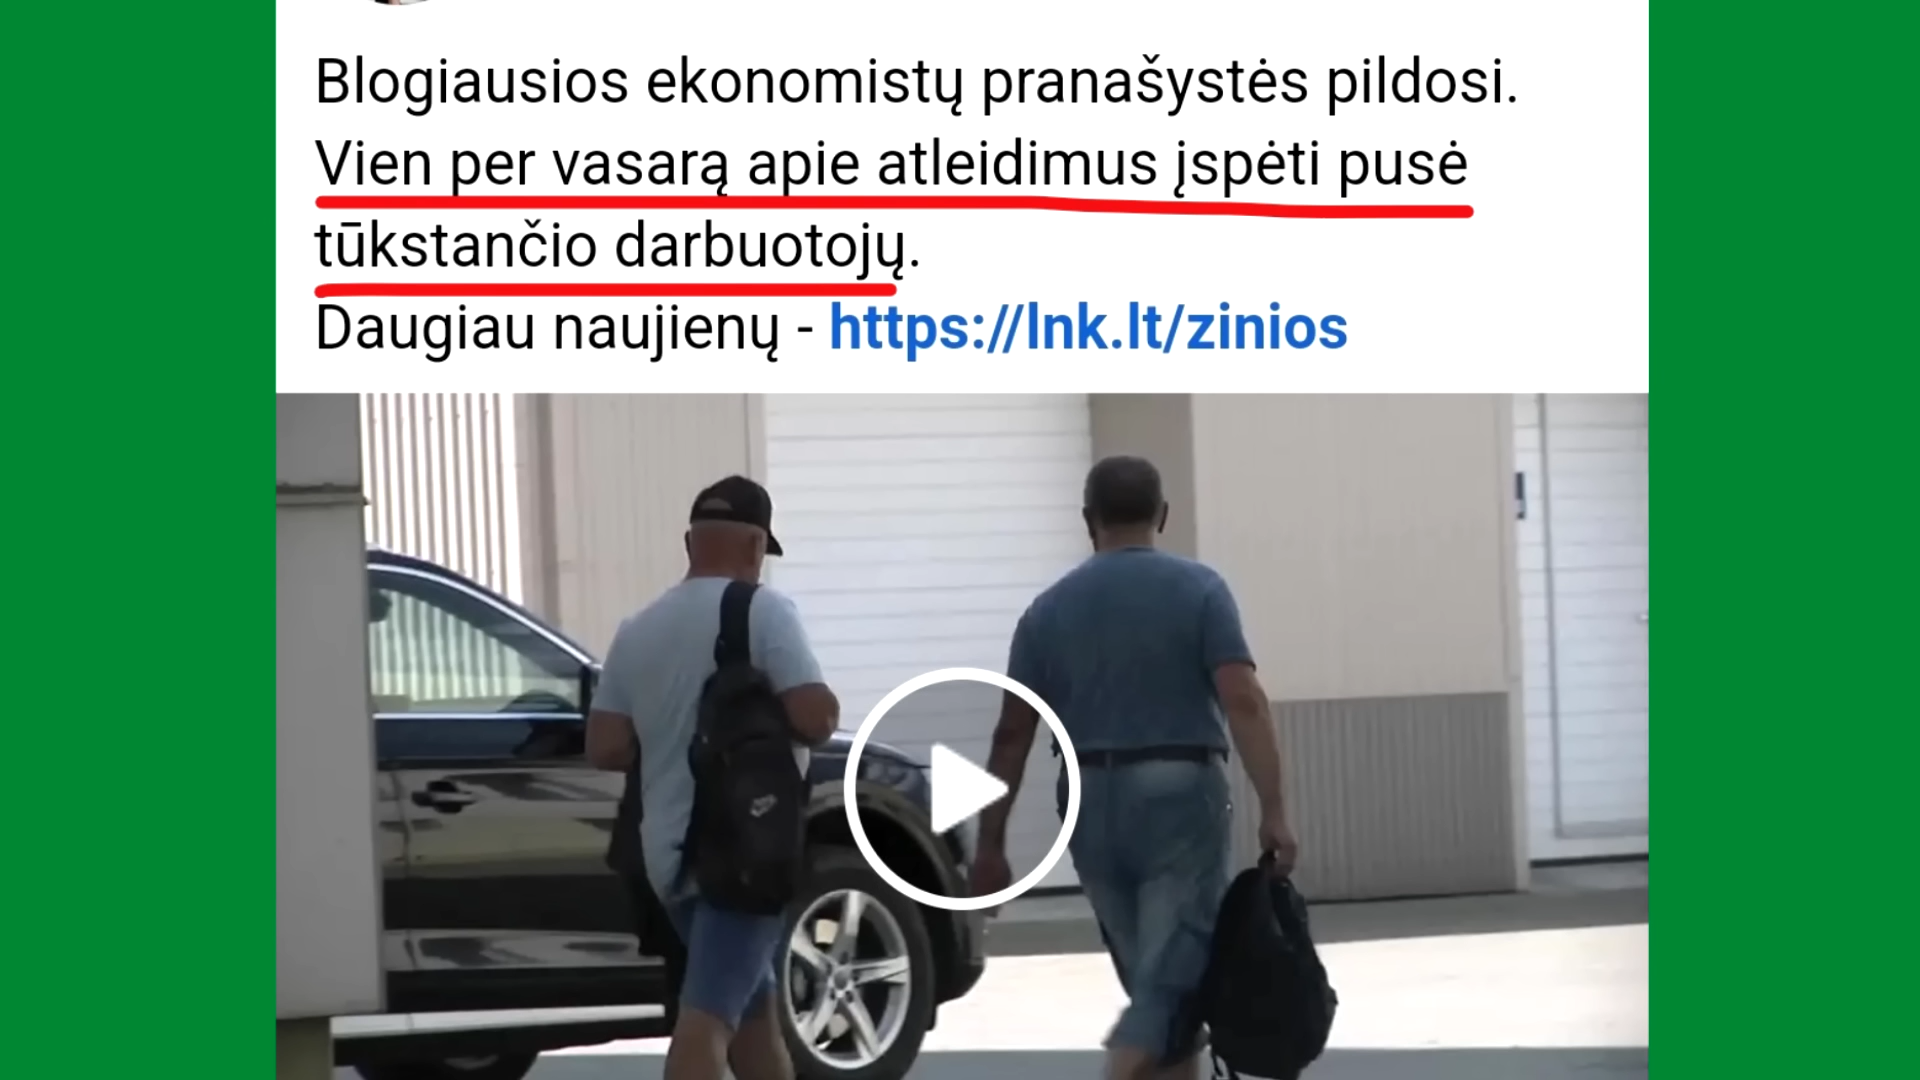 Blogiausios ekonomistų pranašystės pildosi.
Vien per vasarą apie atleidimus įspėti pusė
tūkstančio darbuotojų.
Daugiau naujienų - https://lnk.lt/zinios